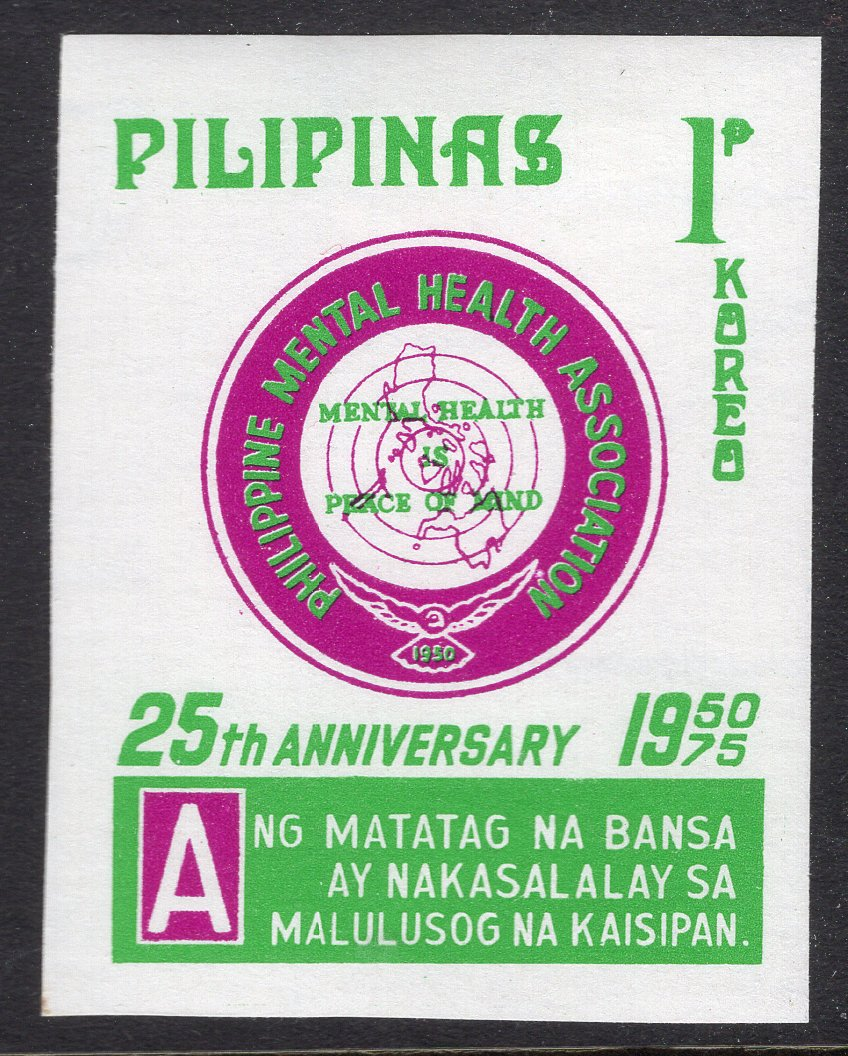 PILIPINAS
1P
KOREO
PHILIPPINE MENTAL HEALTH ASSOCIATION
MENTAL HEALTH
IS
PEACE OF MIND
1950
25th ANNIVERSARY 1950 75
ANG MATATAG NA BANSA
AY NAKASALALAY SA
MALULUSOG NA KAISIPAN.